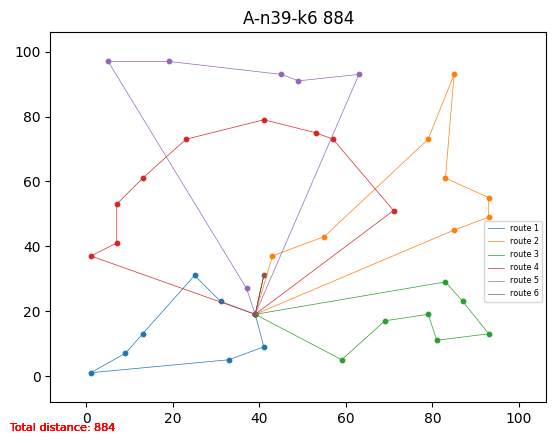 A-n39-k6 884
100
80
60
40
20
0
route 1
route 2
route 3
route 4
route 5
route 6
0 20 40 60 80 100
Total distance: 884